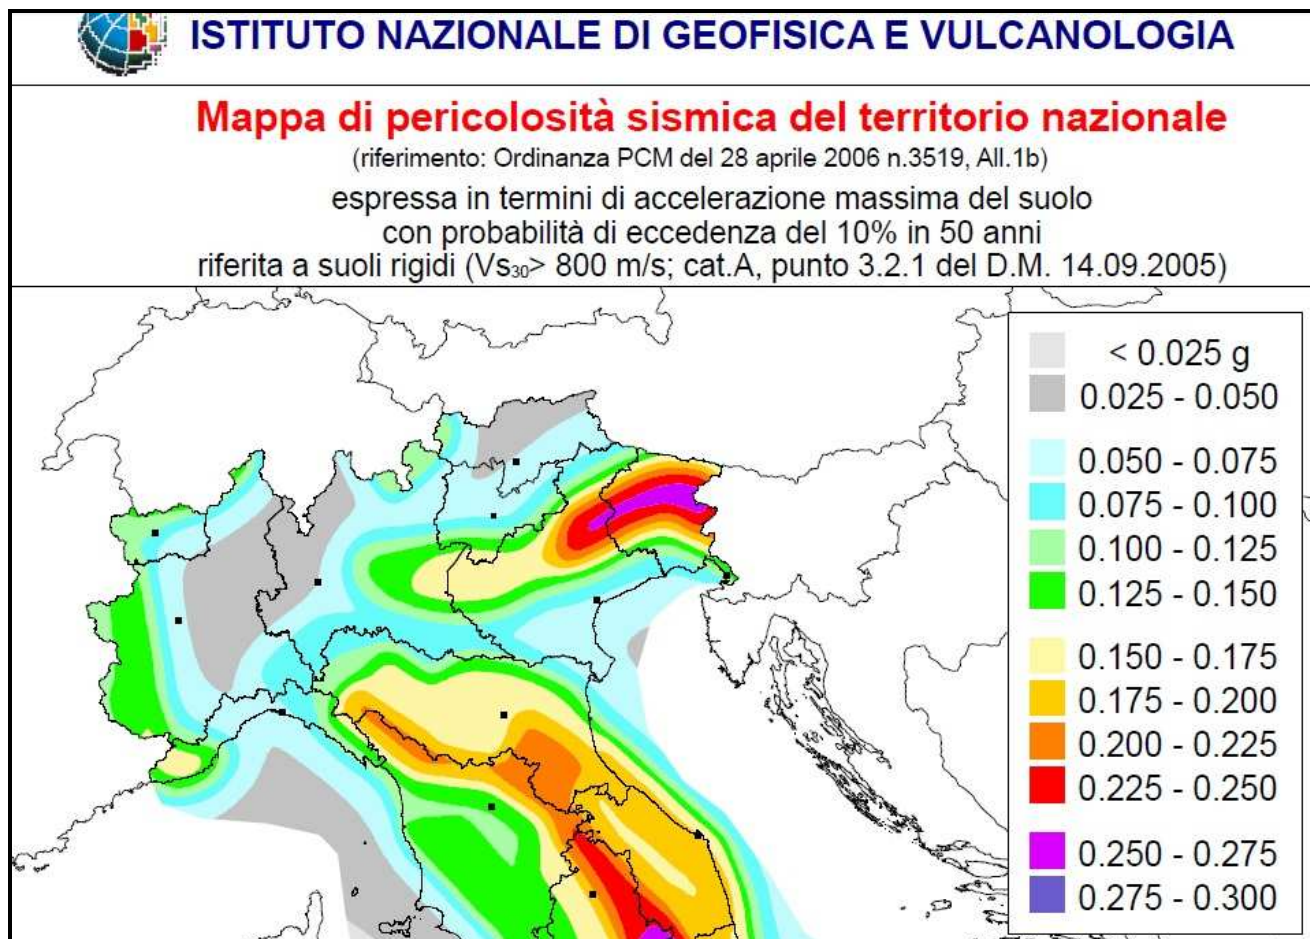 ISTITUTO NAZIONALE DI GEOFISICA E VULCANOLOGIA
Mappa di pericolosità sismica del territorio nazionale
(riferimento: Ordinanza PCM del 28 aprile 2006 n.3519, All.1b)
espressa in termini di accelerazione massima del suolo
con probabilità di eccedenza del 10% in 50 anni
riferita a suoli rigidi (Vs30> 800 m/s; cat.A, punto 3.2.1 del D.M. 14.09.2005)
< 0.025 g
0.025 - 0.050
0.050 - 0.075
0.075 - 0.100
0.100 - 0.125
0.125 - 0.150
0.150 - 0.175
0.175 - 0.200
0.200 - 0.225
0.225 - 0.250
0.250 - 0.275
0.275 - 0.300